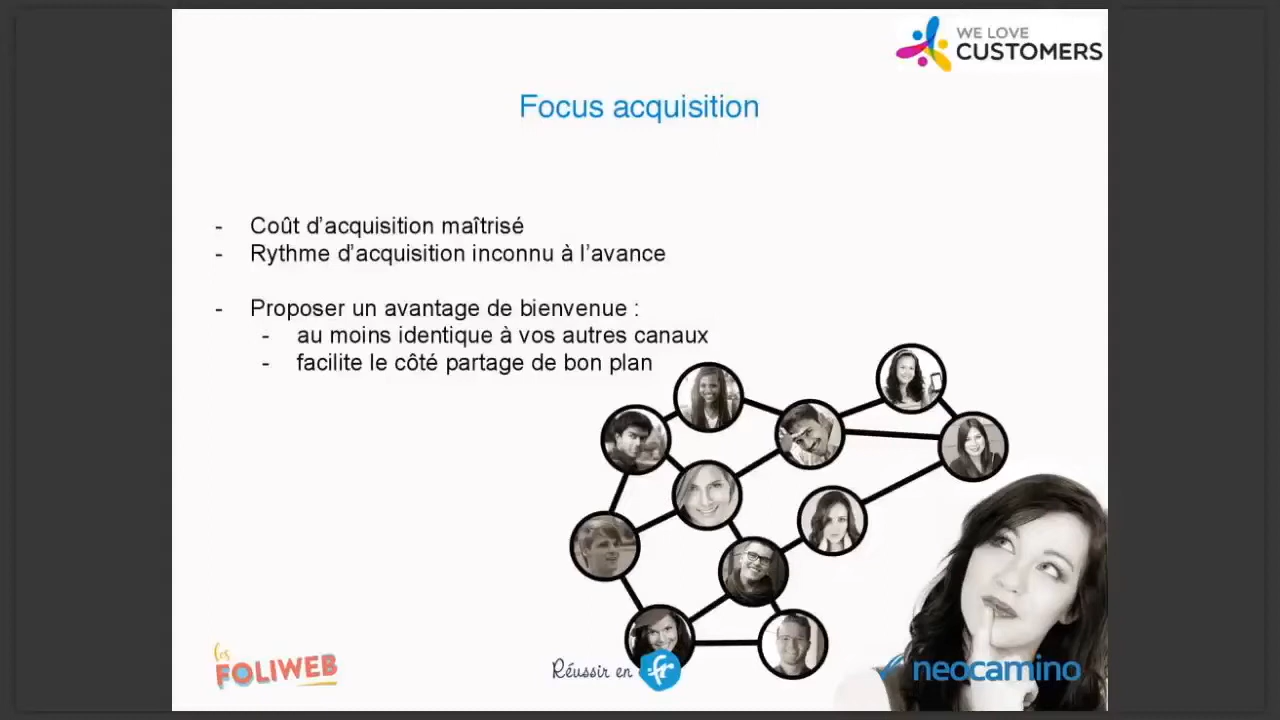 WE LOVE
CUSTOMERS
Focus acquisition
- Coût d’acquisition maîtrisé
- Rythme d’acquisition inconnu à l’avance
- Proposer un avantage de bienvenue :
- au moins identique à vos autres canaux
- facilite le côté partage de bon plan
les
FOLIWEB
Réussir en .fr
neocamino